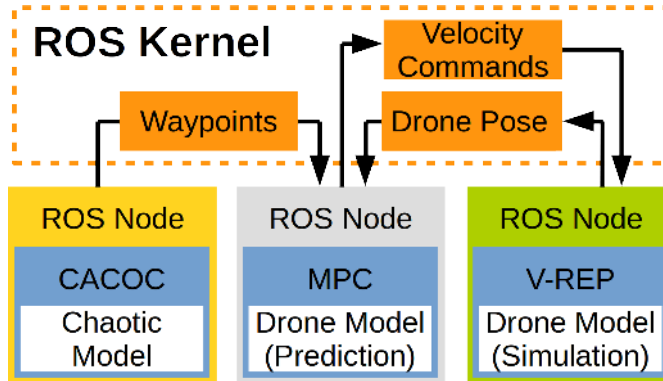 ROS Kernel
Velocity
Commands
Waypoints
Drone Pose
ROS Node
CACOC
Chaotic
Model
ROS Node
MPC
Drone Model
(Prediction)
ROS Node
V-REP
Drone Model
(Simulation)